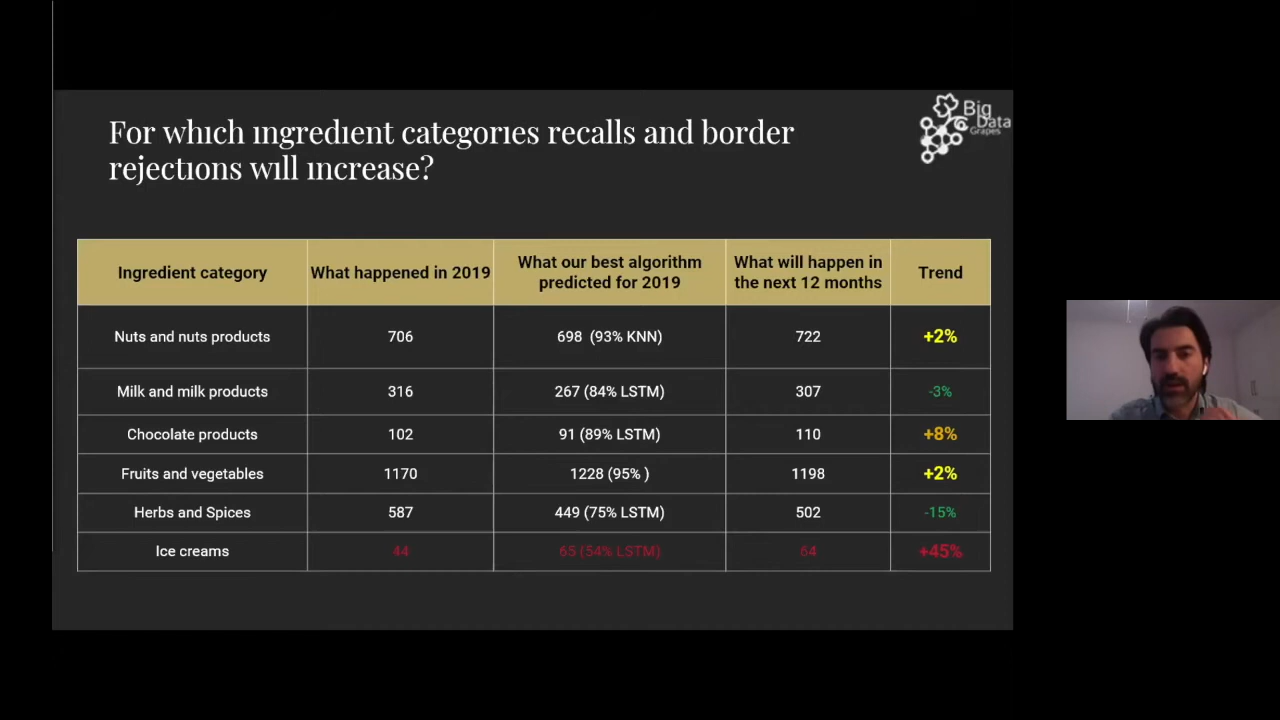 Big
Data
Grapes
For which ingredient categories recalls and border
rejections will increase?
Ingredient category What happened in 2019 What our best algorithm predicted for 2019 What will happen in the next 12 months Trend
Nuts and nuts products 706 698 (93% KNN) 722 +2%
Milk and milk products 316 267 (84% LSTM) 307 -3%
Chocolate products 102 91 (89% LSTM) 110 +8%
Fruits and vegetables 1170 1228 (95% ) 1198 +2%
Herbs and Spices 587 449 (75% LSTM) 502 -15%
Ice creams 44 65 (54% LSTM) 64 +45%